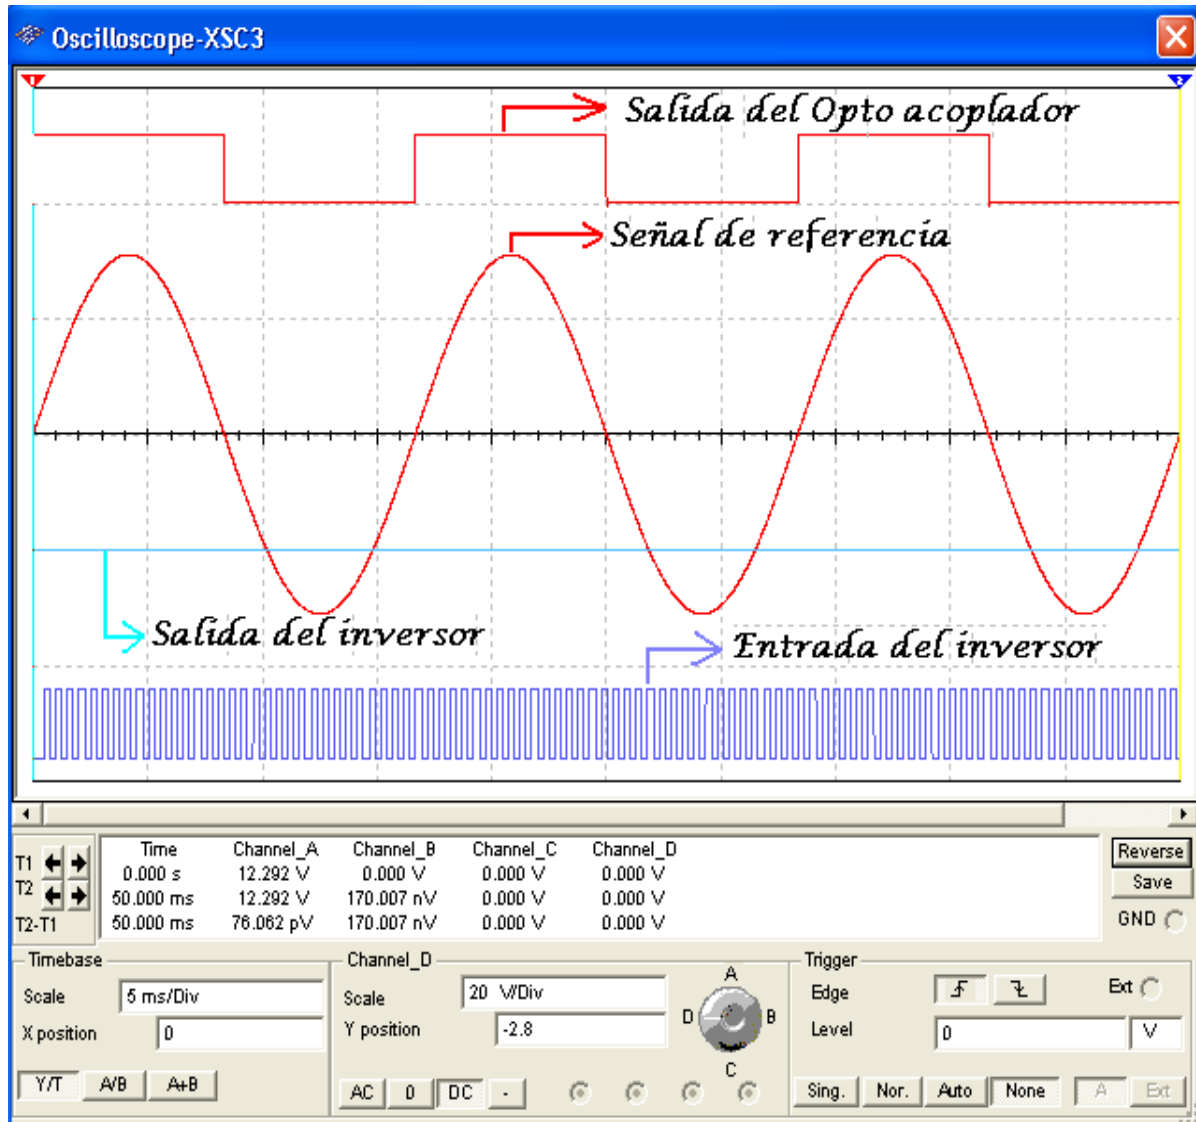 Oscilloscope-XSC3
1
2
Salida del Opto acoplador
Señal de referencia
Salida del inversor
Entrada del inversor
Time Channel_A Channel_B Channel_C Channel_D
T1 0.000 s 12.292 V 0.000 V 0.000 V 0.000 V
T2 50.000 ms 12.292 V 170.007 nV 0.000 V 0.000 V
T2-T1 50.000 ms 76.062 pV 170.007 nV 0.000 V 0.000 V
Reverse
Save
GND
Timebase
Scale 5 ms/Div
X position 0
Y/T A/B A+B
Channel_D
Scale 20 V/Div
Y position -2.8
AC 0 DC -
A
B
C
D
Trigger
Edge Ext
Level 0 V
Sing. Nor. Auto None A Ext